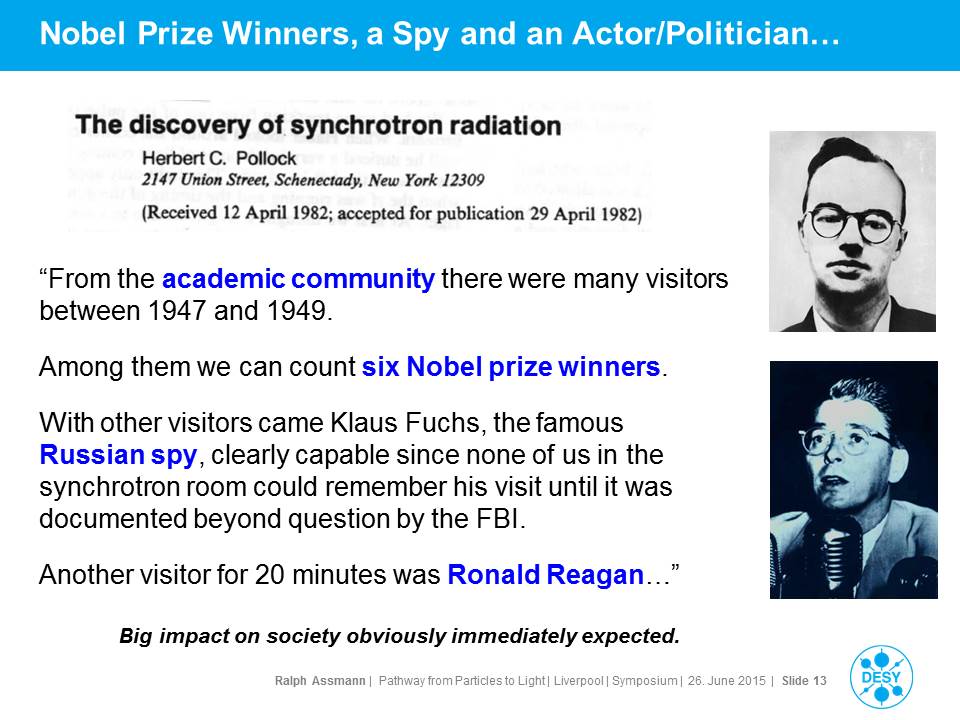 Nobel Prize Winners, a Spy and an Actor/Politician…
The discovery of synchrotron radiation
Herbert C. Pollock
2147 Union Street, Schenectady, New York 12309
(Received 12 April 1982; accepted for publication 29 April 1982)
“From the academic community there were many visitors
between 1947 and 1949.
Among them we can count six Nobel prize winners.
With other visitors came Klaus Fuchs, the famous
Russian spy, clearly capable since none of us in the
synchrotron room could remember his visit until it was
documented beyond question by the FBI.
Another visitor for 20 minutes was Ronald Reagan…”
Big impact on society obviously immediately expected.
Ralph Assmann | Pathway from Particles to Light | Liverpool | Symposium | 26. June 2015 | Slide 13
DESY